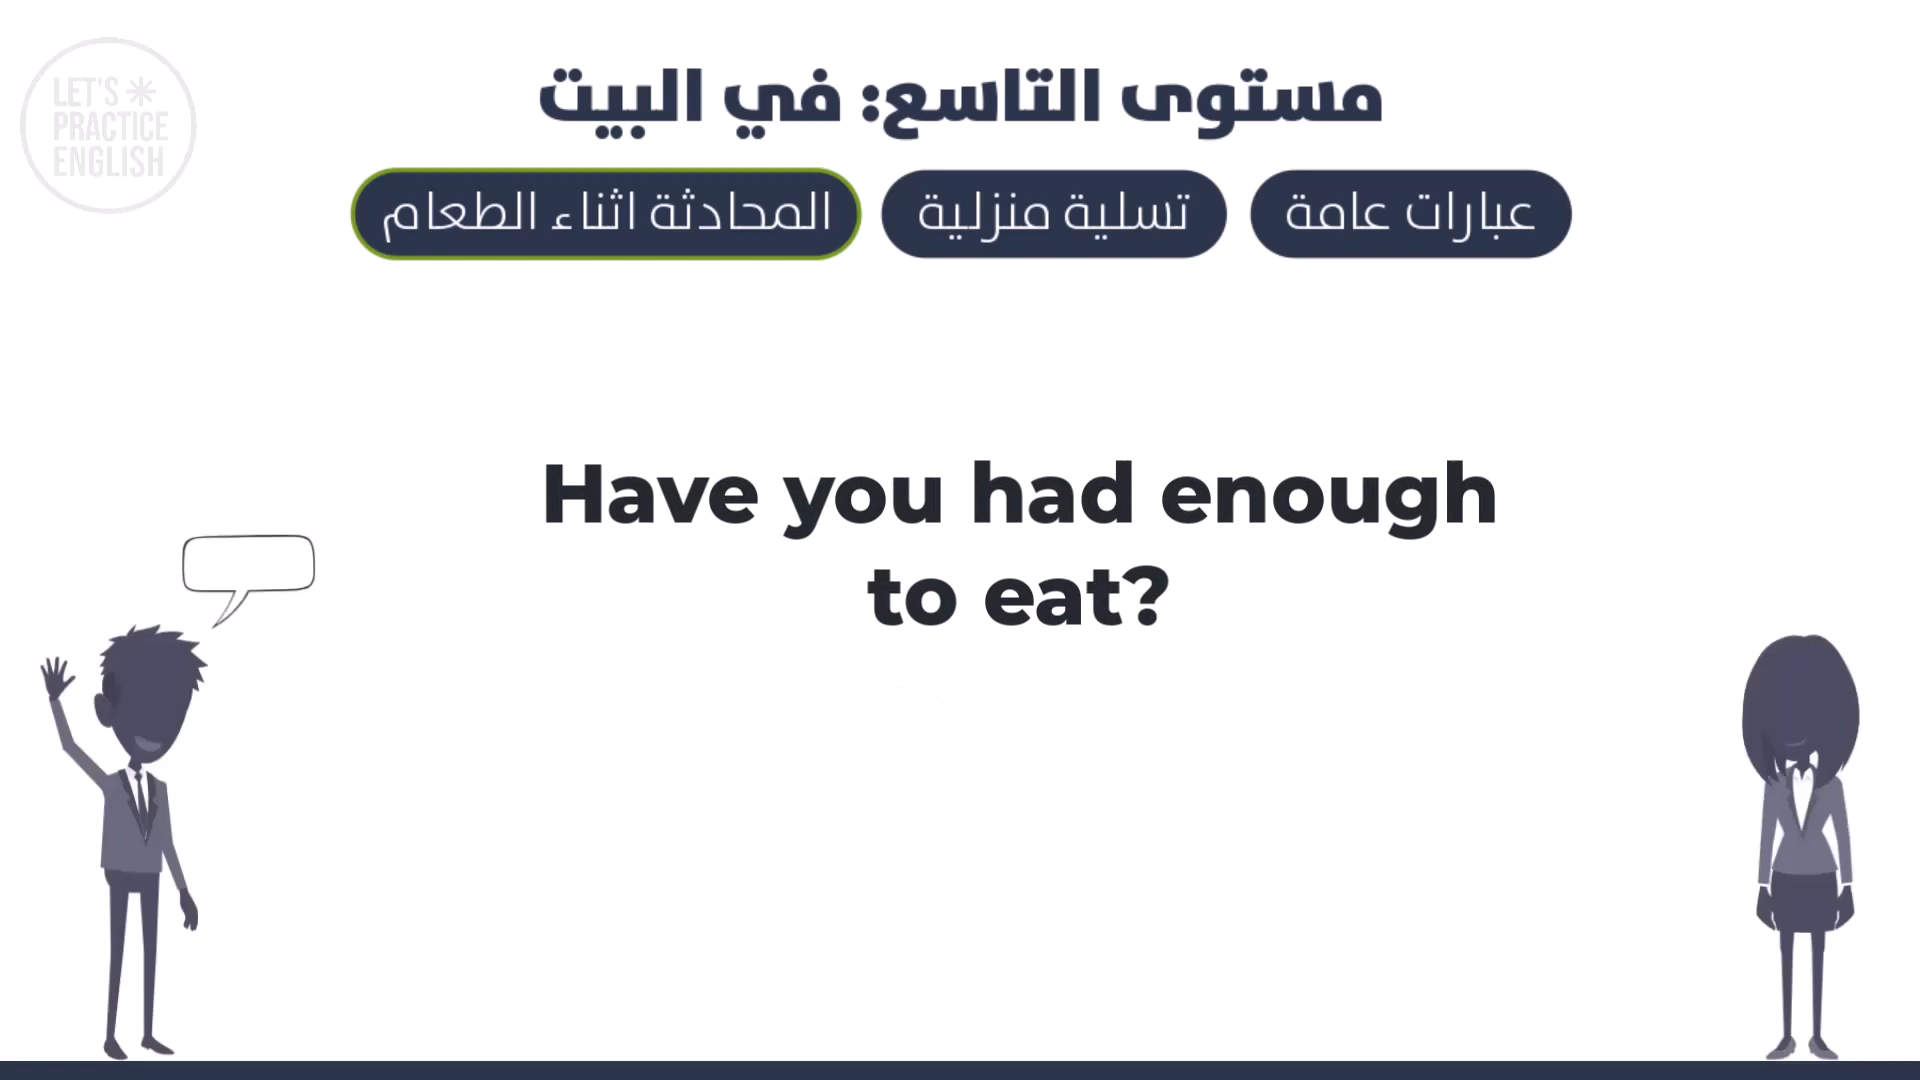 LET'S
PRACTICE
ENGLISH
مستوى التاسع: في البيت
عبارات عامة
تسلية منزلية
المحادثة اثناء الطعام
Have you had enough
to eat?